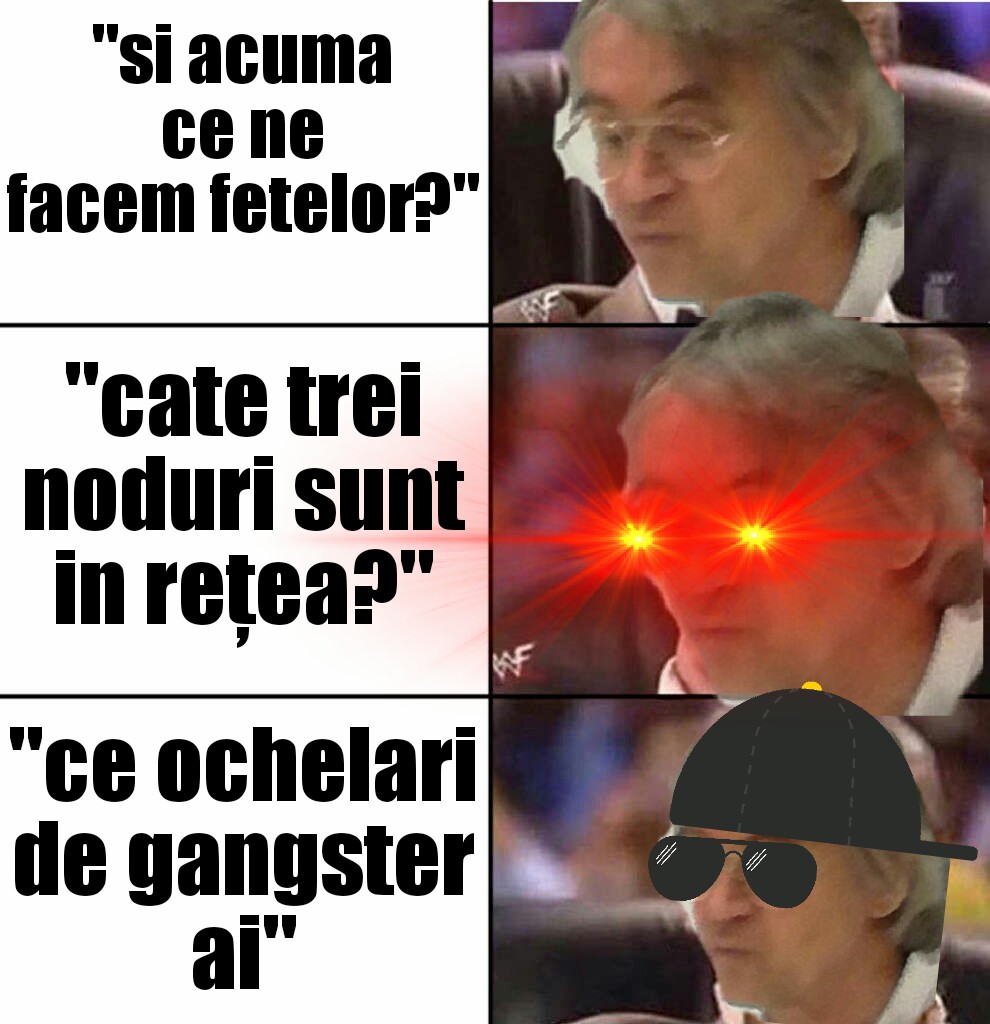 "si acuma
ce ne
facem fetelor?"
"cate trei
noduri sunt
in rețea?"
"ce ochelari
de gangster
ai"